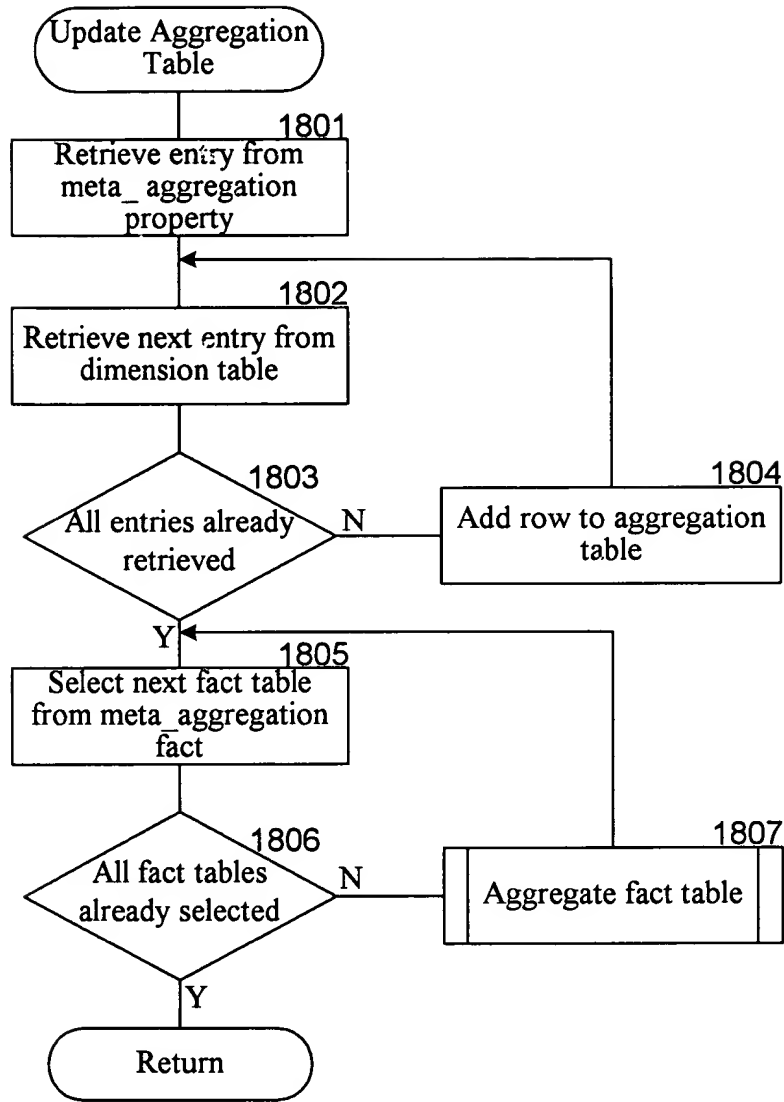 Update Aggregation
Table
1801
Retrieve entry from
meta_ aggregation
property
1802
Retrieve next entry from
dimension table
1803
All entries already
retrieved
N
1804
Add row to aggregation
table
Y
1805
Select next fact table
from meta_aggregation
fact
1806
All fact tables
already selected
N
1807
Aggregate fact table
Y
Return